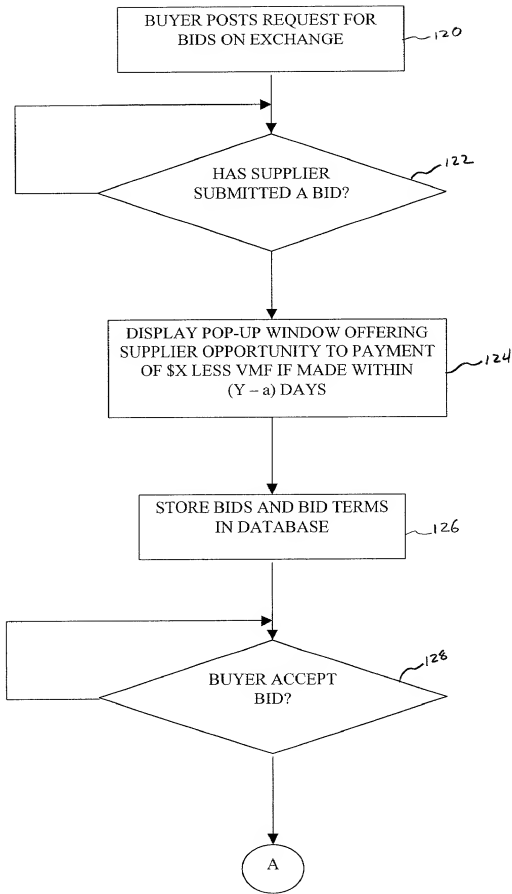 BUYER POSTS REQUEST FOR
BIDS ON EXCHANGE
120
HAS SUPPLIER
SUBMITTED A BID?
122
DISPLAY POP-UP WINDOW OFFERING
SUPPLIER OPPORTUNITY TO PAYMENT
OF $X LESS VMF IF MADE WITHIN
(Y – a) DAYS
124
STORE BIDS AND BID TERMS
IN DATABASE
126
BUYER ACCEPT
BID?
128
A